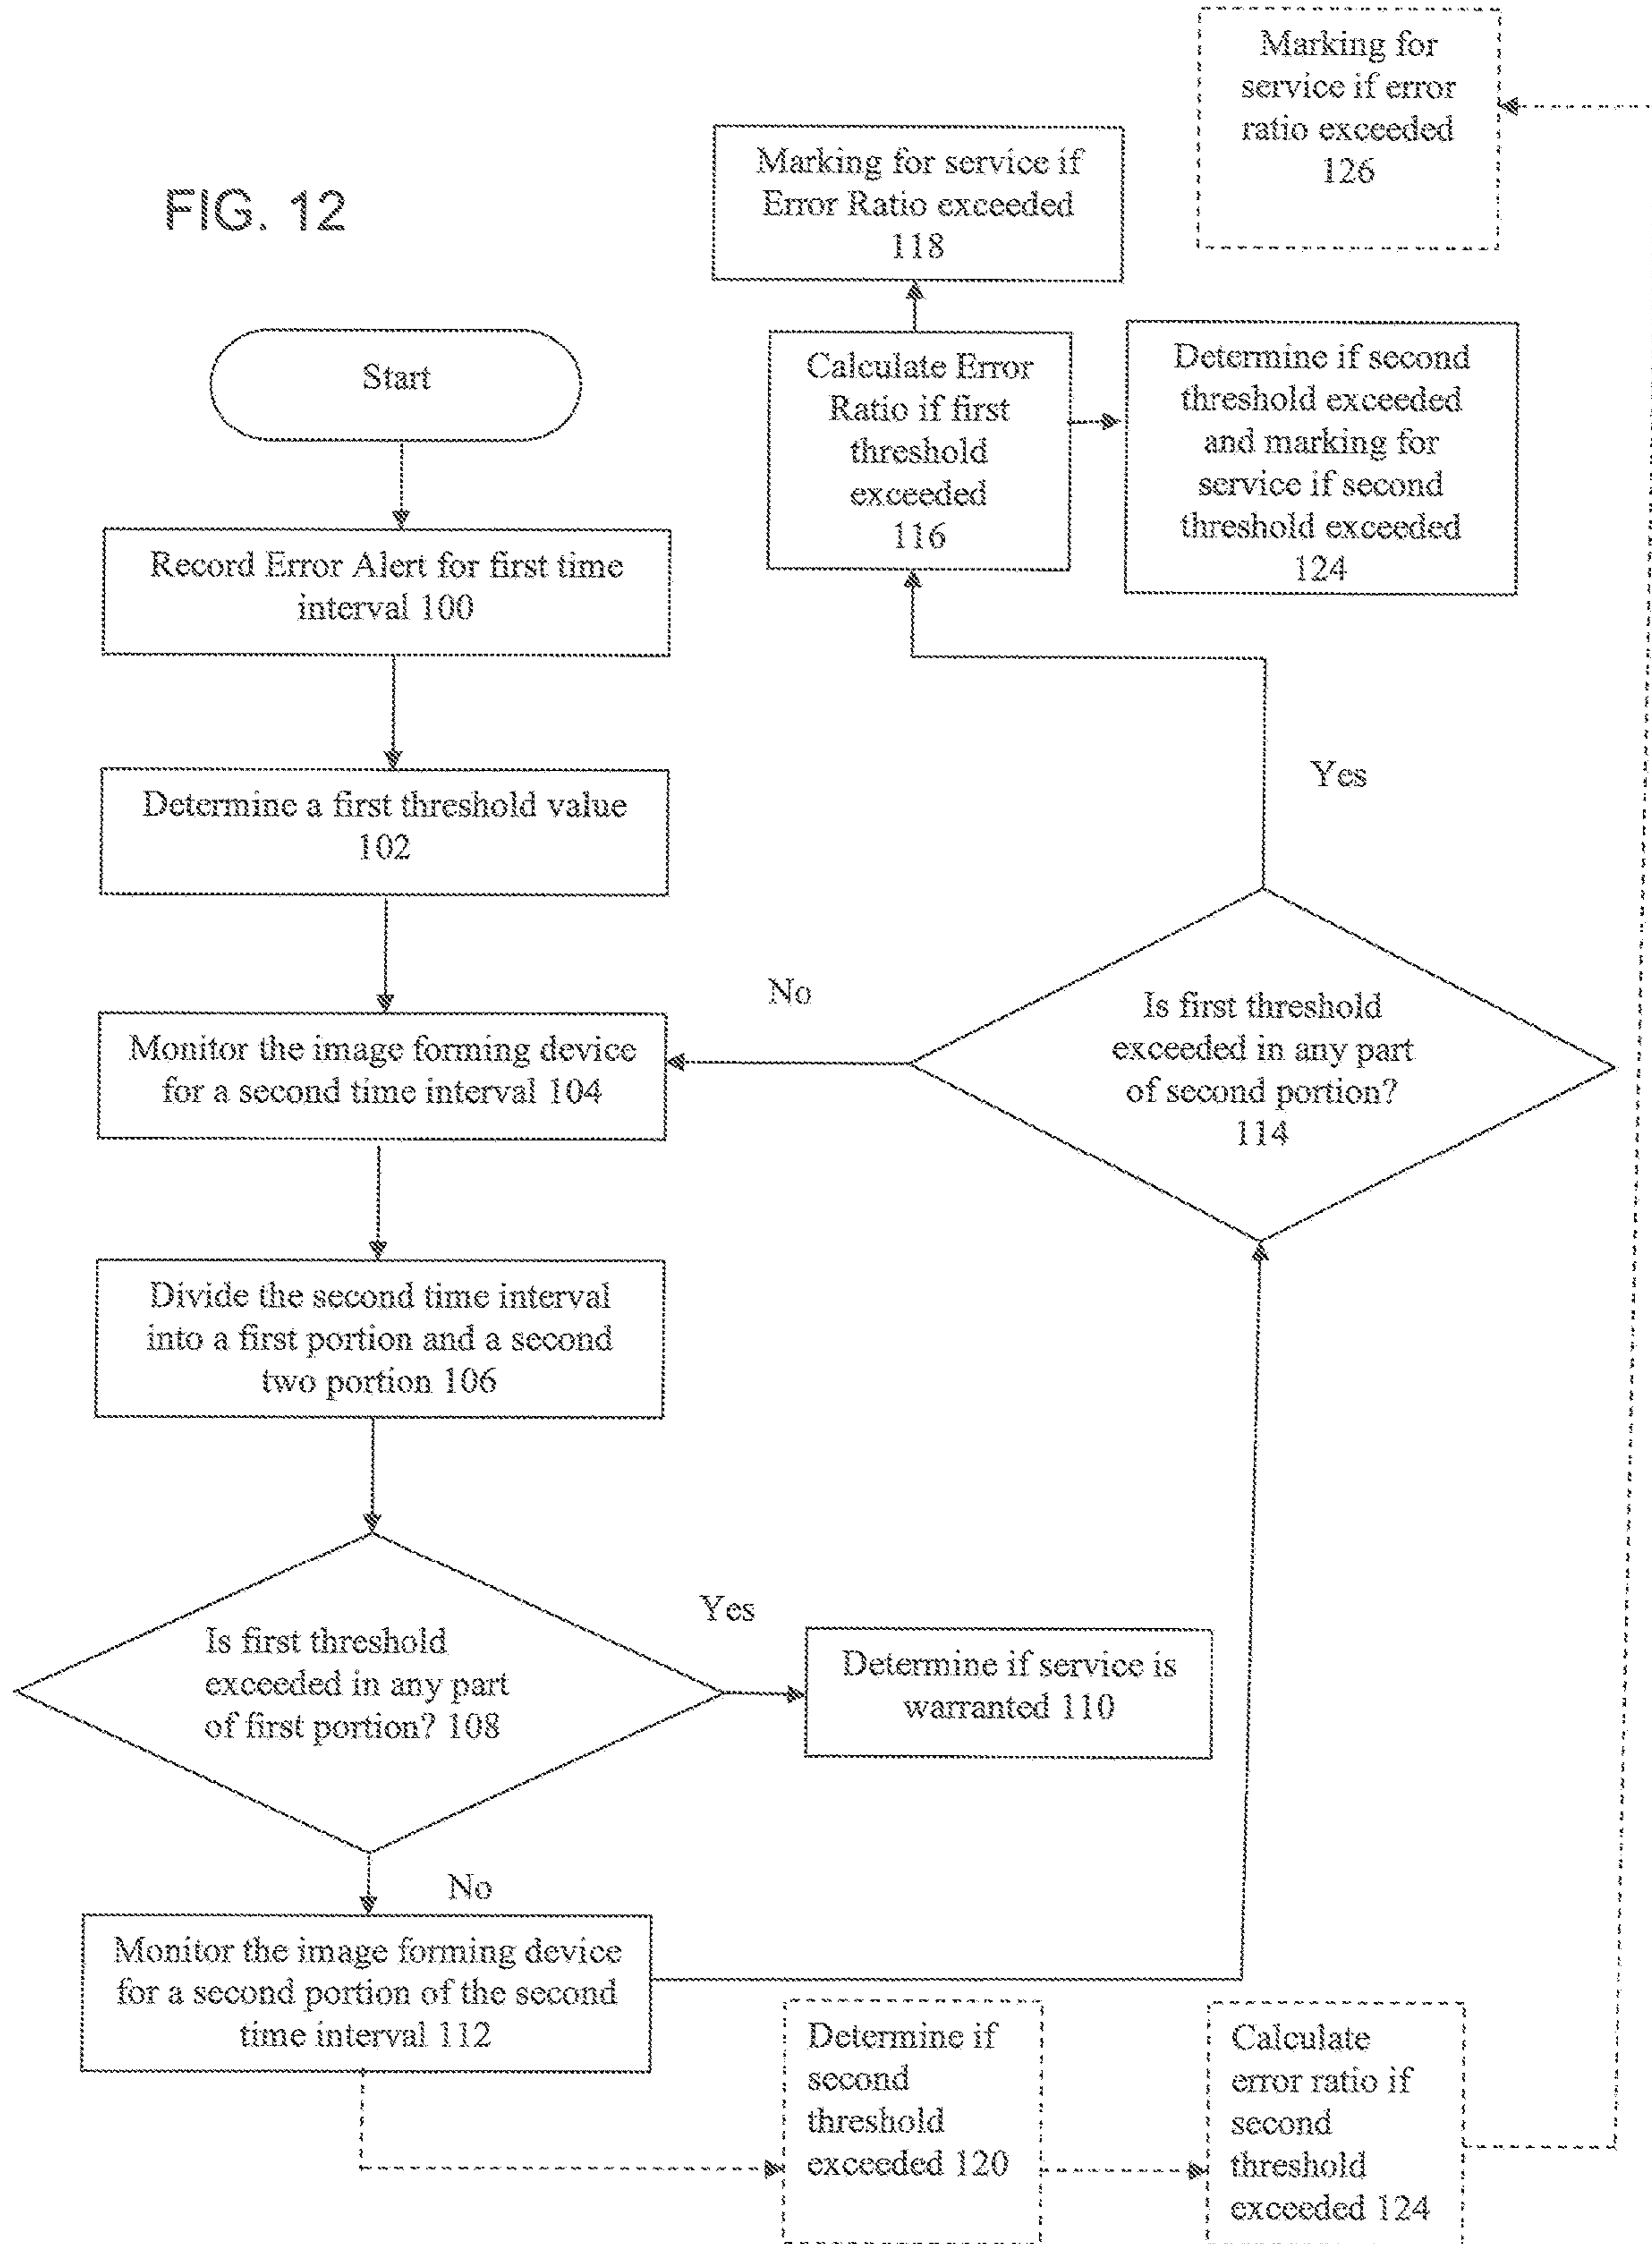 FIG. 12
Start
Record Error Alert for first time
interval 100
Determine a first threshold value
102
Monitor the image forming device
for a second time interval 104
Divide the second time interval
into a first portion and a second
two portion 106
Is first threshold
exceeded in any part
of first portion? 108
Yes
Determine if service is
warranted 110
No
Monitor the image forming device
for a second portion of the second
time interval 112
Is first threshold
exceeded in any part
of second portion?
114
No
Yes
Calculate Error
Ratio if first
threshold
exceeded
116
Marking for service if
Error Ratio exceeded
118
Determine if second
threshold exceeded
and marking for
service if second
threshold exceeded
124
Determine if
second
threshold
exceeded 120
Calculate
error ratio if
second
threshold
exceeded 124
Marking for
service if error
ratio exceeded
126